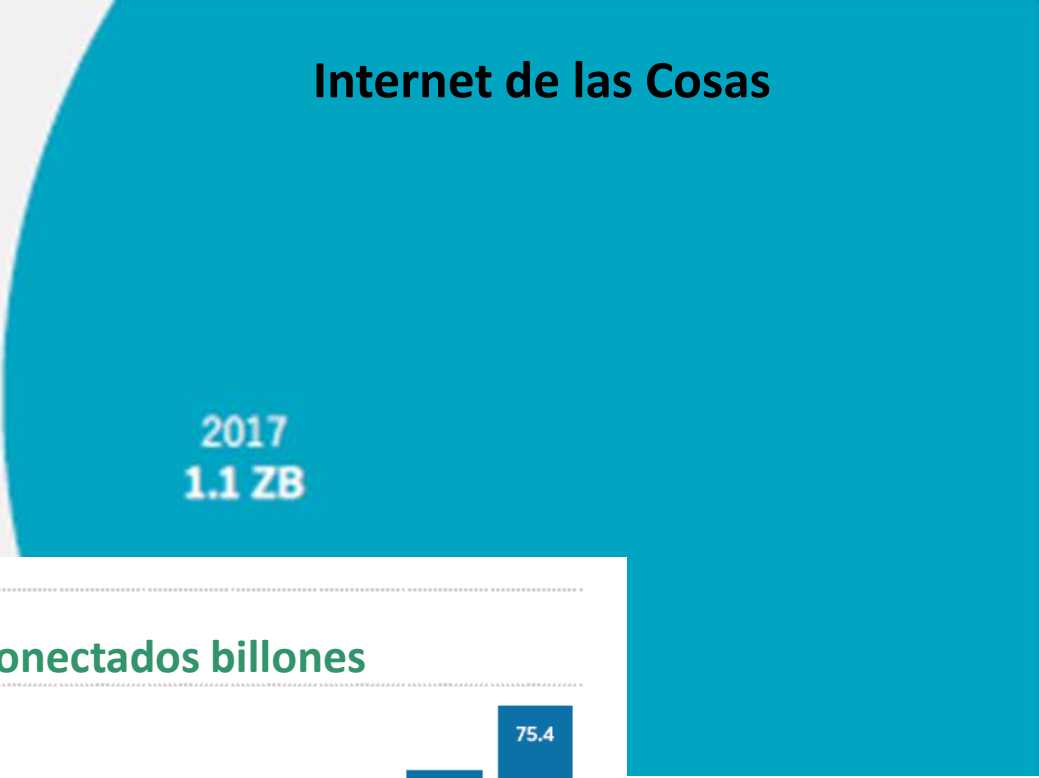 Internet de las Cosas
2017
1.1 ZB
onectados billones
75.4